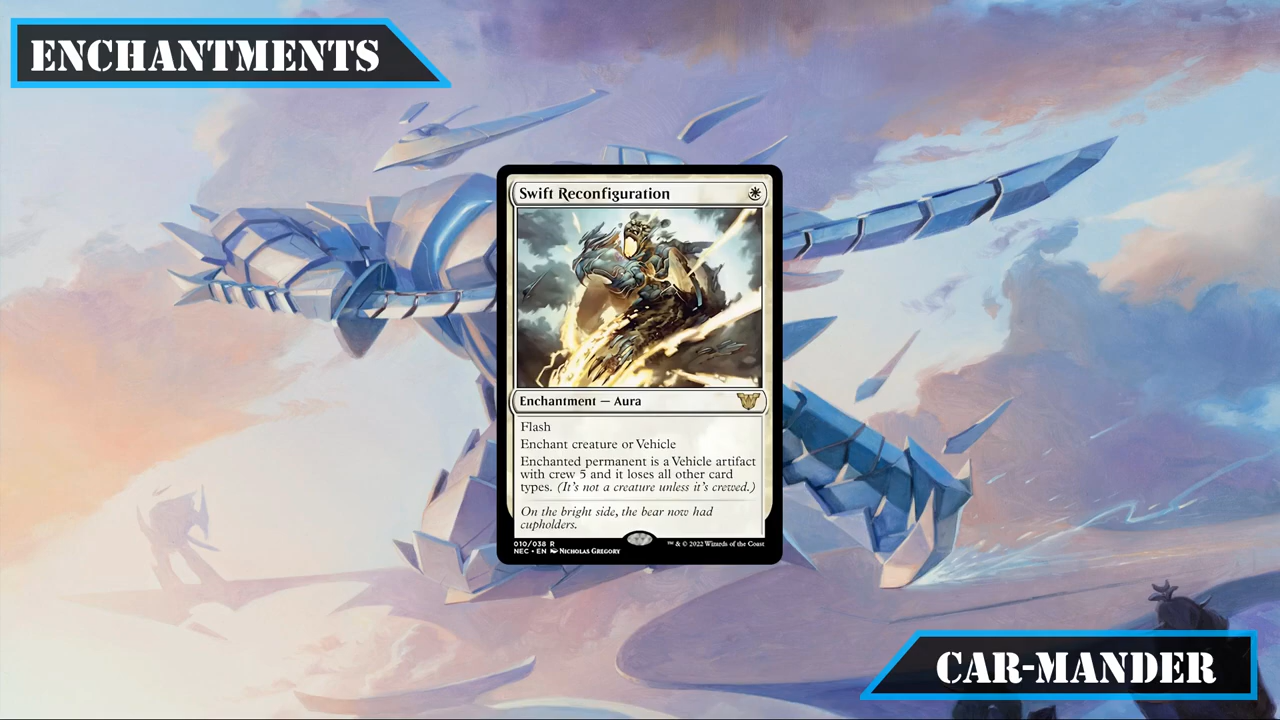 ENCHANTMENTS
Swift Reconfiguration
Enchantment — Aura
Flash
Enchant creature or Vehicle
Enchanted permanent is a Vehicle artifact
with crew 5 and it loses all other card
types. (It's not a creature unless it's crewed.)
On the bright side, the bear now had
cupholders.
010/038 R
NEC • EN Nicholas Gregory
™ & © 2022 Wizards of the Coast
CAR-MANDER